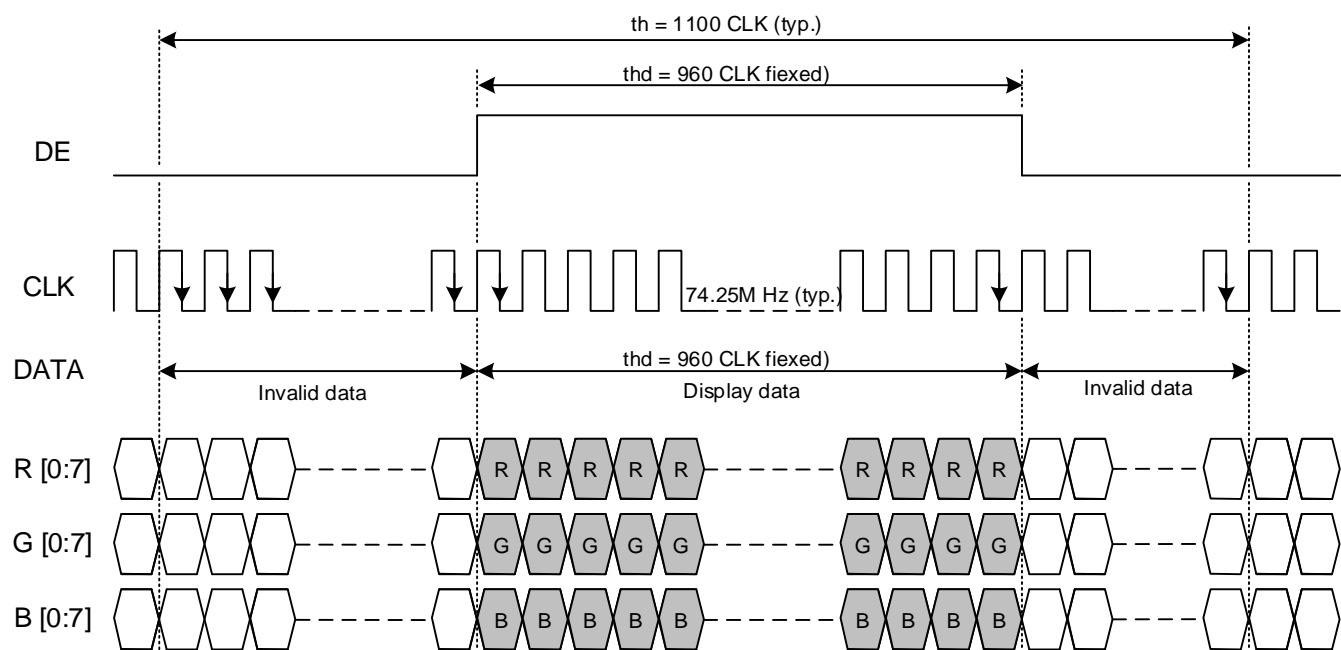 th = 1100 CLK (typ.)
thd = 960 CLK fiexed)
DE
CLK
74.25M Hz (typ.)
DATA
thd = 960 CLK fiexed)
Invalid data
Display data
Invalid data
R [0:7]
R R R R R R R R R
G [0:7]
G G G G G G G G G
B [0:7]
B B B B B B B B B